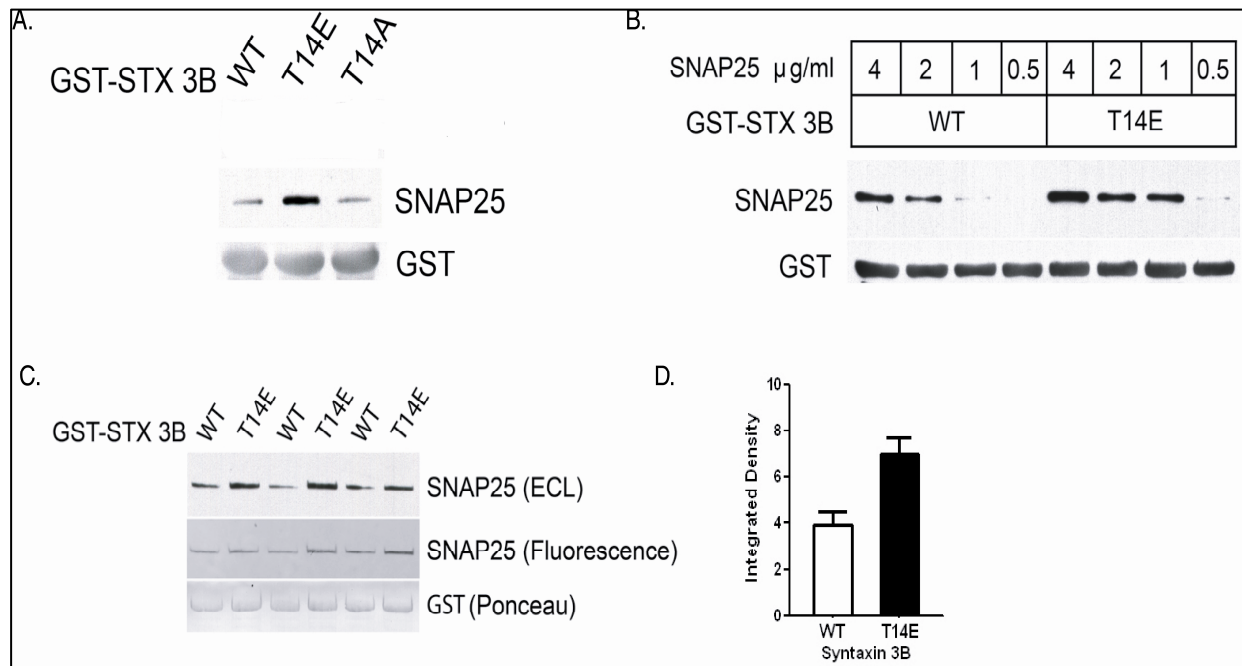 A.
GST-STX 3B WT T14E T14A
SNAP25
GST
B.
SNAP25 µg/ml 4 2 1 0.5 4 2 1 0.5
GST-STX 3B WT T14E
SNAP25
GST
C.
GST-STX 3B WT T14E WT T14E WT T14E
SNAP25 (ECL)
SNAP25 (Fluorescence)
GST (Ponceau)
D.
Integrated Density
10
8
6
4
2
0
WT T14E
Syntaxin 3B